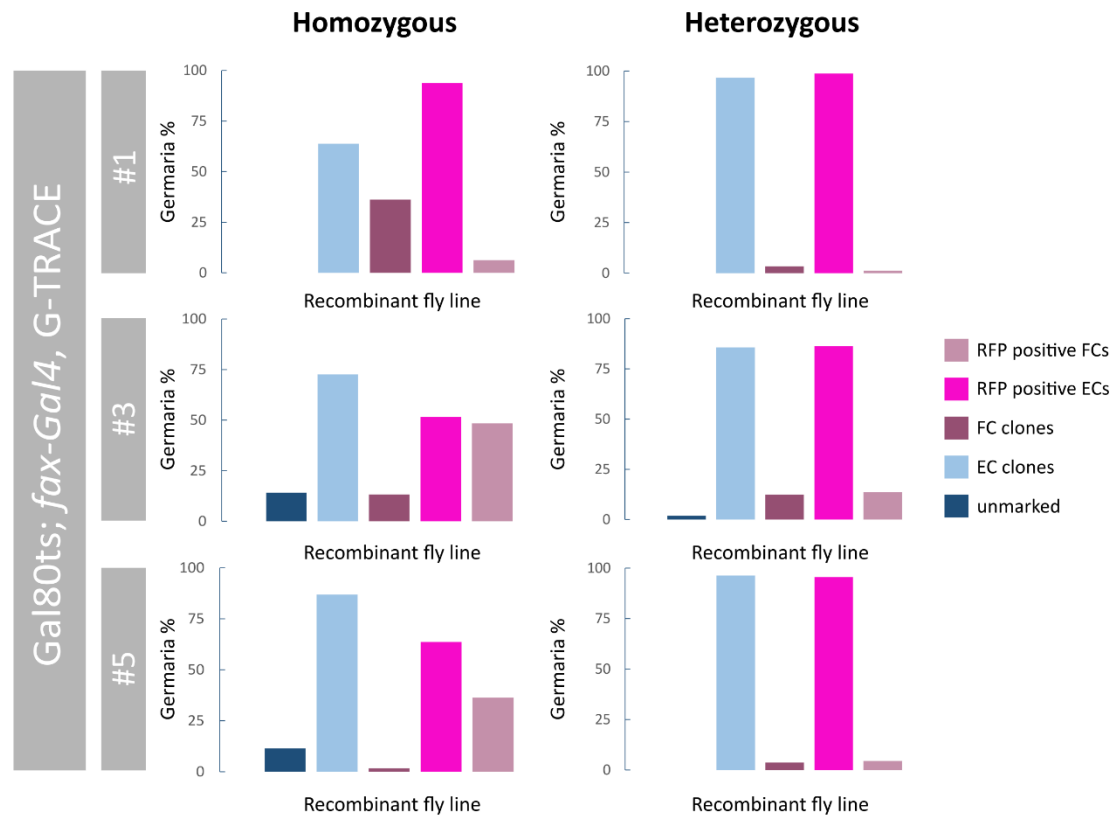 Homozygous
Heterozygous
Gal80ts; fax-Gal4, G-TRACE
#1
Germaria %
100
75
50
25
0
Recombinant fly line
Germaria %
100
75
50
25
0
Recombinant fly line
#3
Germaria %
100
75
50
25
0
Recombinant fly line
Germaria %
100
75
50
25
0
Recombinant fly line
#5
Germaria %
100
75
50
25
0
Recombinant fly line
Germaria %
100
75
50
25
0
Recombinant fly line
RFP positive FCs
RFP positive ECs
FC clones
EC clones
unmarked